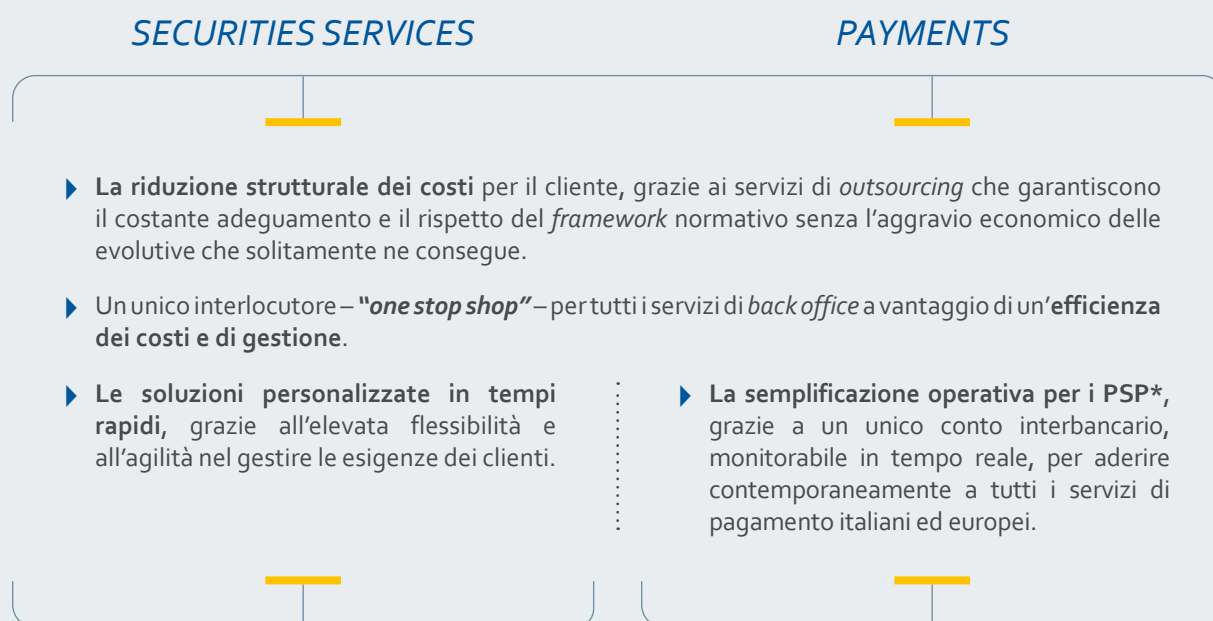 SECURITIES SERVICES
PAYMENTS
La riduzione strutturale dei costi per il cliente, grazie ai servizi di outsourcing che garantiscono
il costante adeguamento e il rispetto del framework normativo senza l'aggravio economico delle
evolutive che solitamente ne consegue.
Un unico interlocutore – “one stop shop” – per tutti i servizi di back office a vantaggio di un'efficienza
dei costi e di gestione.
Le soluzioni personalizzate in tempi
rapidi, grazie all'elevata flessibilità e
all'agilità nel gestire le esigenze dei clienti.
La semplificazione operativa per i PSP*,
grazie a un unico conto interbancario,
monitorabile in tempo reale, per aderire
contemporaneamente a tutti i servizi di
pagamento italiani ed europei.